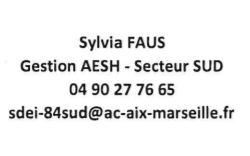 Sylvia FAUS
Gestion AESH - Secteur SUD
04 90 27 76 65
sdei-84sud@ac-aix-marseille.fr